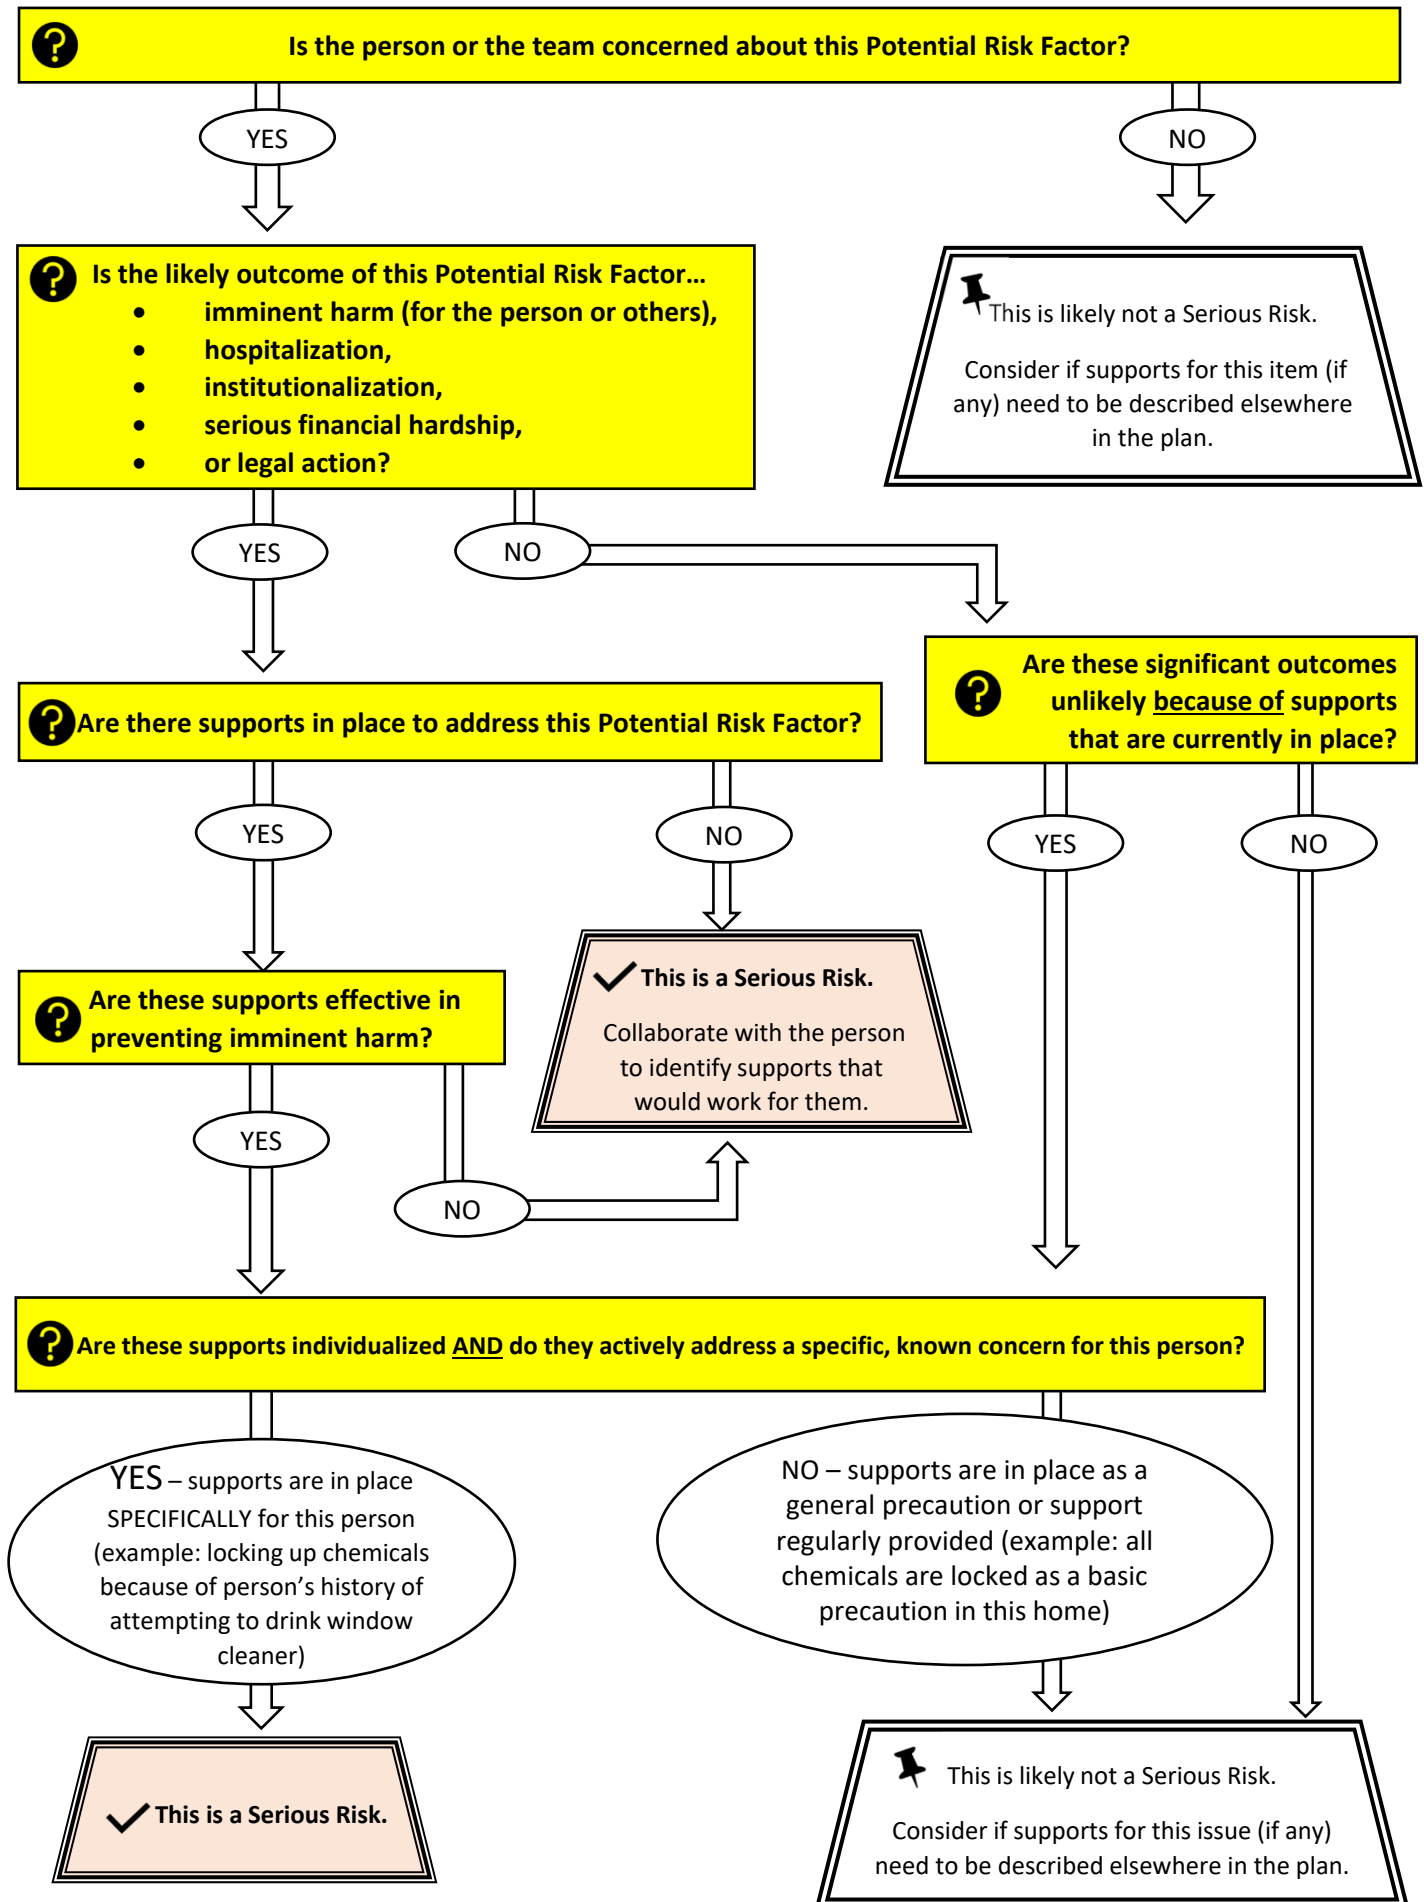 Is the person or the team concerned about this Potential Risk Factor?
YES
NO
Is the likely outcome of this Potential Risk Factor…
• imminent harm (for the person or others),
• hospitalization,
• institutionalization,
• serious financial hardship,
• or legal action?
This is likely not a Serious Risk.
Consider if supports for this item (if
any) need to be described elsewhere
in the plan.
YES
NO
Are there supports in place to address this Potential Risk Factor?
Are these significant outcomes
unlikely because of supports
that are currently in place?
YES
NO
YES
NO
Are these supports effective in
preventing imminent harm?
This is a Serious Risk.
Collaborate with the person
to identify supports that
would work for them.
YES
NO
Are these supports individualized AND do they actively address a specific, known concern for this person?
YES – supports are in place
SPECIFICALLY for this person
(example: locking up chemicals
because of person’s history of
attempting to drink window
cleaner)
NO – supports are in place as a
general precaution or support
regularly provided (example: all
chemicals are locked as a basic
precaution in this home)
This is a Serious Risk.
This is likely not a Serious Risk.
Consider if supports for this issue (if any)
need to be described elsewhere in the plan.